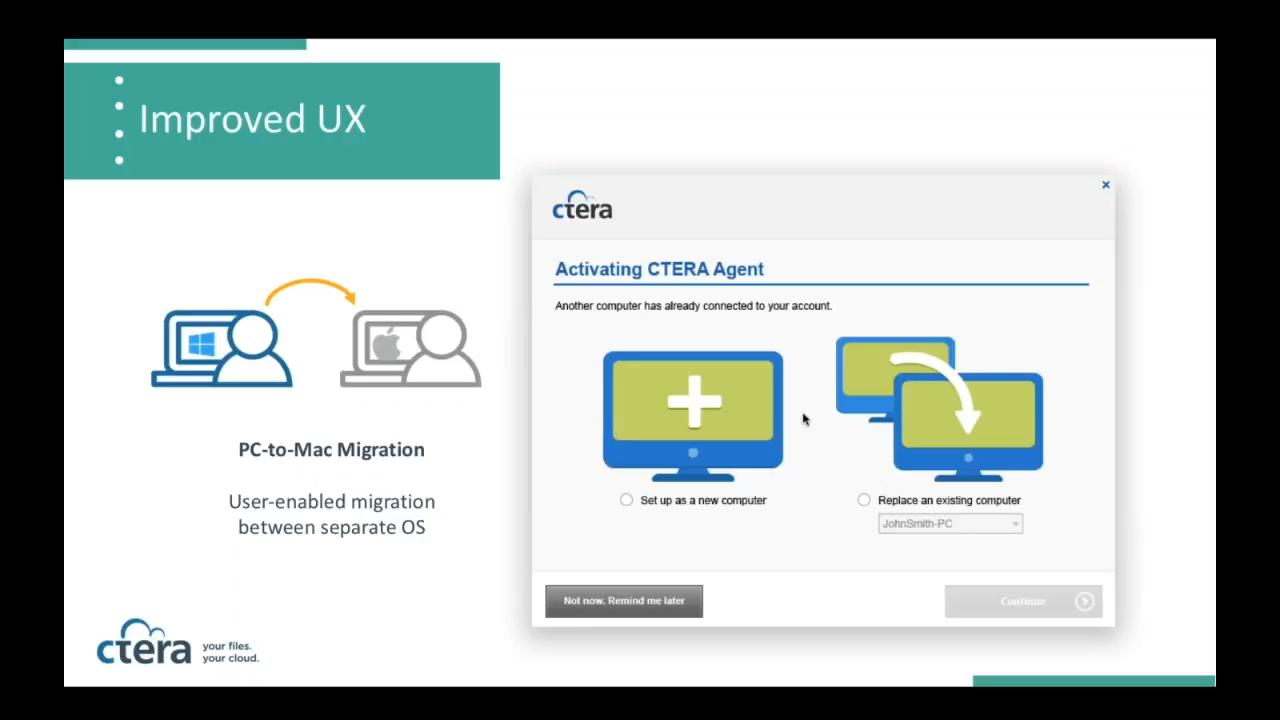 Improved UX
ctera
Activating CTERA Agent
Another computer has already connected to your account.
Set up as a new computer
Replace an existing computer
JohnSmith-PC
Not now. Remind me later
Continue
PC-to-Mac Migration
User-enabled migration
between separate OS
ctera
your files.
your cloud.